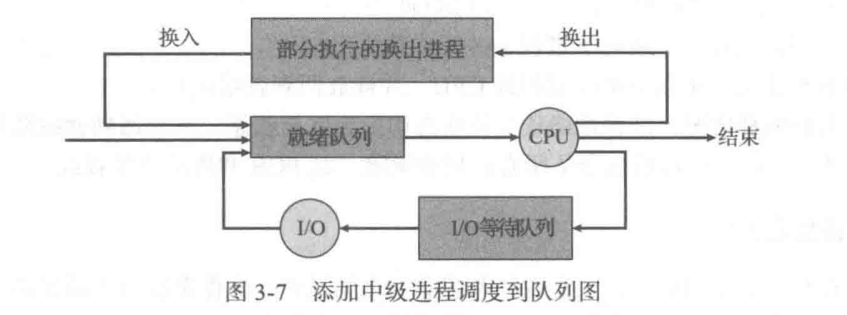 换入
部分执行的换出进程
换出
就绪队列
CPU
结束
I/O
I/O等待队列
图 3-7 添加中级进程调度到队列图